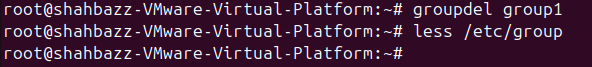 root@shahbazz-VMware-Virtual-Platform:~# groupdel group1
root@shahbazz-VMware-Virtual-Platform:~# less /etc/group
root@shahbazz-VMware-Virtual-Platform:~#